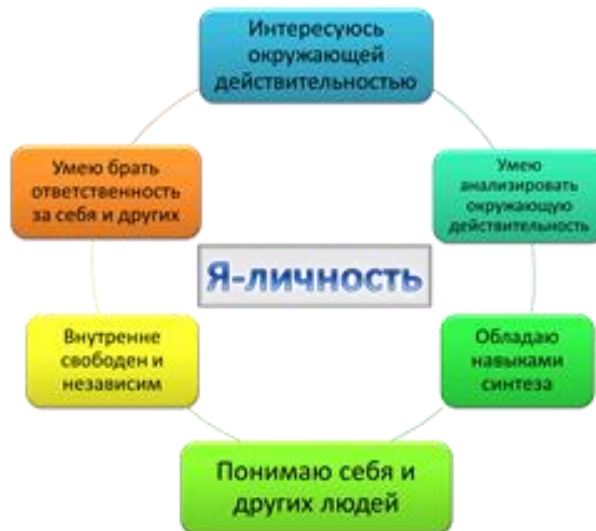 Интересуюсь
окружающей
действительностью
Умею
анализировать
окружающую
действительность
Обладаю
навыками
синтеза
Понимаю себя и
других людей
Внутренне
свободен и
независим
Умею брать
ответственность
за себя и других
Я-личность